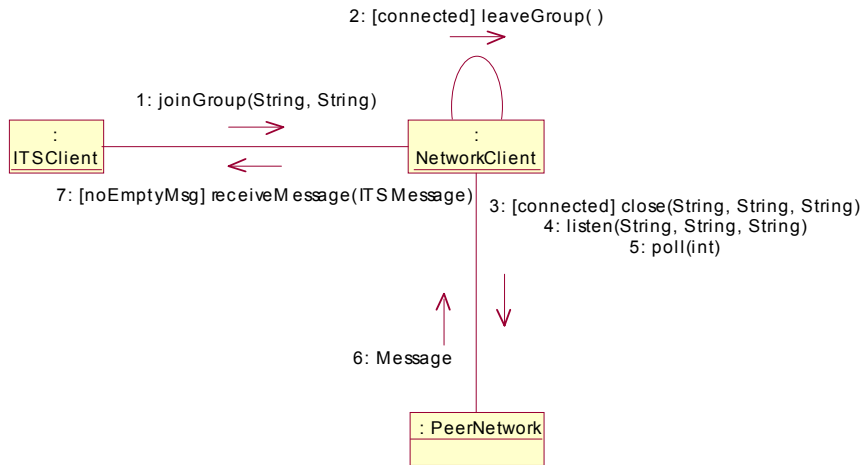 2: [connected] leaveGroup( )
1: joinGroup(String, String)
:
ITSClient
:
NetworkClient
7: [noEmptyMsg] receiveMessage(ITSMessage)
3: [connected] close(String, String, String)
4: listen(String, String, String)
5: poll(int)
6: Message
: PeerNetwork